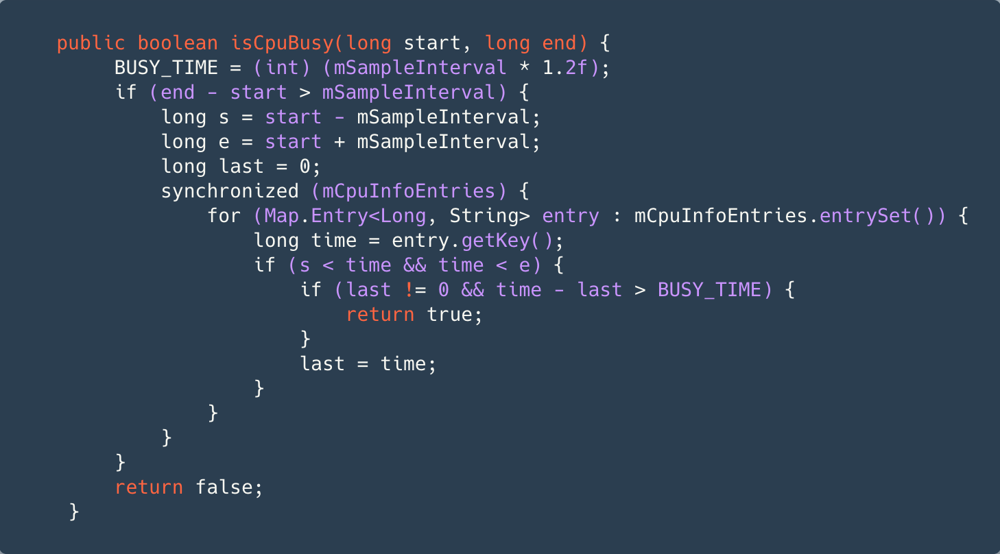 public boolean isCpuBusy(long start, long end) {
     BUSY_TIME = (int) (mSampleInterval * 1.2f);
     if (end - start > mSampleInterval) {
         long s = start - mSampleInterval;
         long e = start + mSampleInterval;
         long last = 0;
         synchronized (mCpuInfoEntries) {
             for (Map.Entry<Long, String> entry : mCpuInfoEntries.entrySet()) {
                 long time = entry.getKey();
                 if (s < time && time < e) {
                     if (last != 0 && time - last > BUSY_TIME) {
                         return true;
                     }
                     last = time;
                 }
             }
         }
     }
     return false;
 }